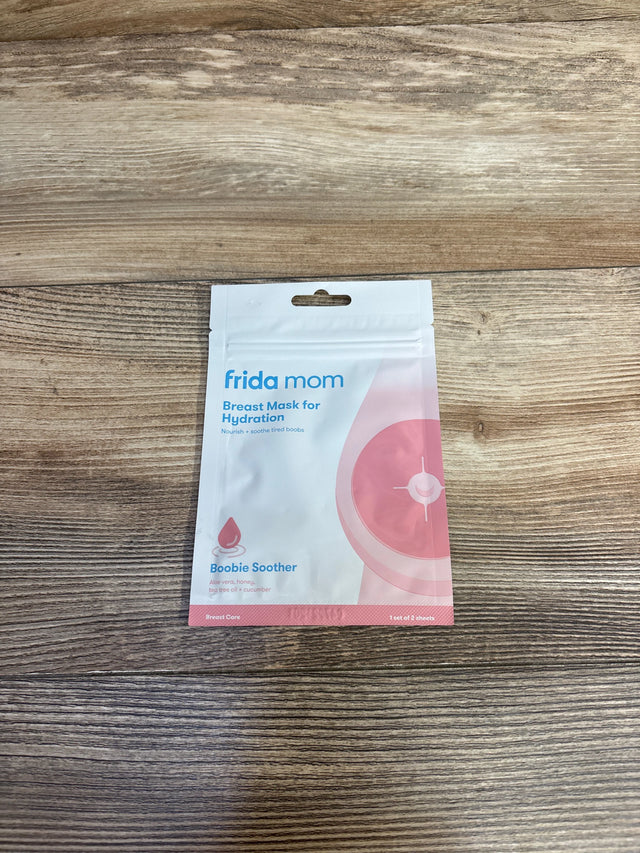 frida mom
Breast Mask for
Hydration
Nourish + soothe tired boobs
Boobie Soother
Aloe vera, honey,
tea tree oil + cucumber
Breast Care
1 set of 2 sheets